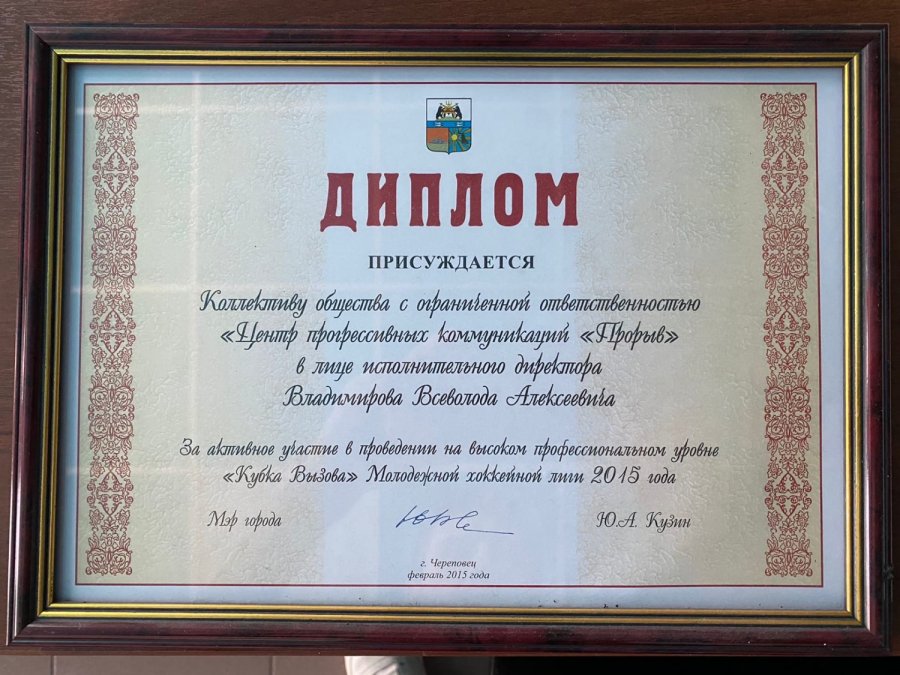 ДИПЛОМ
ПРИСУЖДАЕТСЯ
Коллективу общества с ограниченной ответственностью
«Центр прогрессивных коммуникаций «Прорыв»
в лице исполнительного директора
Владимирова Всеволода Алексеевича
За активное участие в проведении на высоком профессиональном уровне
«Кубка Вызова» Молодежной хоккейной лиги 2015 года
Мэр города Ю.А. Кузин
г. Череповец
февраль 2015 года